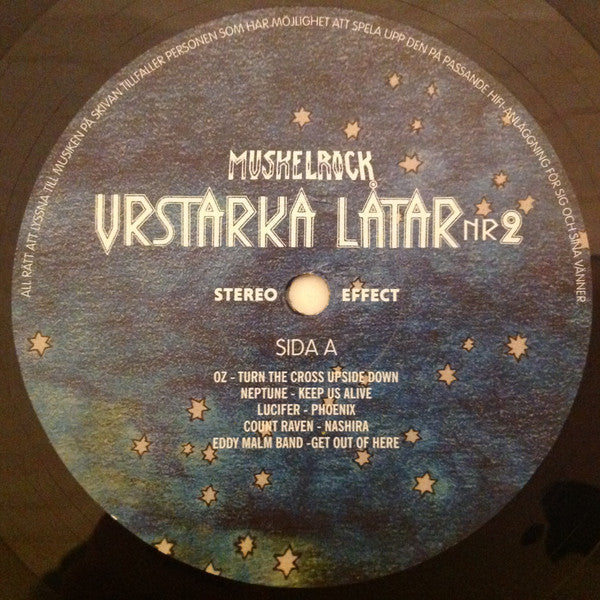 ALL RÄTT ATT LYSSNA TILL MUSIKEN PÅ SKIVAN TILLFALLER PERSONEN SOM HAR MÖJLIGHET ATT SPELA UPP DEN PÅ PASSANDE HIFI-ANLÄGGNING FÖR SIG OCH SINA VÄNNER.
MUSKELROCK
URSTARKA LÅTAR NR2
STEREO EFFECT
SIDA A
OZ - TURN THE CROSS UPSIDE DOWN
NEPTUNE - KEEP US ALIVE
LUCIFER - PHOENIX
COUNT RAVEN - NASHIRA
EDDY MALM BAND -GET OUT OF HERE